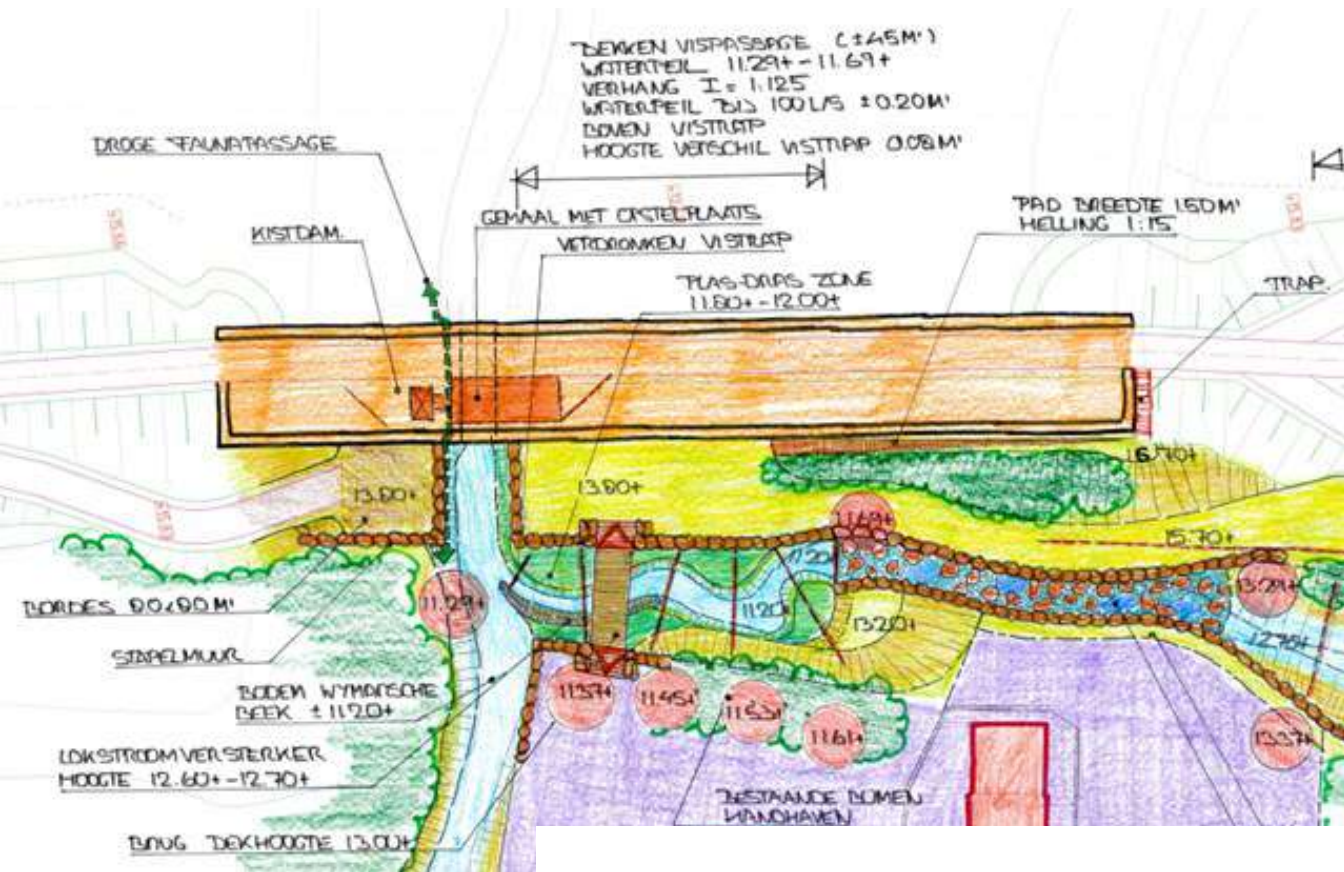 BEKKEN VISPASSAGE (±45M')
WATERPEIL 11.29+-11.69+
VERHANG I= 1:125
WATERPEIL BIJ 100L/S ±0.20M'
BOVEN VISTRAP
HOOGTE VERSCHIL VISTRAP 0.08M'
DROGE FAUNAPASSAGE
GEMAAL MET OPSTELPLAATS
KISTDAM.
VERDRONKEN VISTRAP
PAD BREEDTE 1.50M'
HELLING 1:15
PLAS-DRAS ZONE
11.80+-12.00+
TRAP.
16.70+
13.80+
13.80+
11.69+
15.70+
11.20
11.29+
13.29+
BORDES 8.0x8.0M'
11.20+
13.20+
12.70+
STAPELMUUR
BODEM WYMARSCHE
BEEK ±11.20+
11.37+
11.45+
11.53+
11.61+
13.37+
LOKSTROOMVERSTERKER
HOOGTE 12.60+-12.70+
BESTAANDE BOMEN
HANDHAVEN
BRUG DEKHOOGTE 13.00+